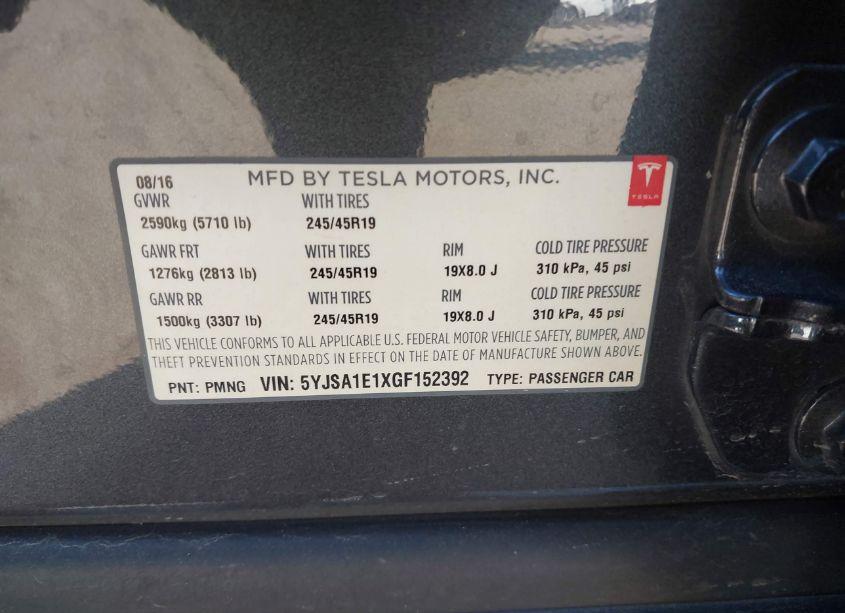 08/16 MFD BY TESLA MOTORS, INC.
TESLA
GVWR WITH TIRES
2590kg (5710 lb) 245/45R19
GAWR FRT WITH TIRES RIM COLD TIRE PRESSURE
1276kg (2813 lb) 245/45R19 19X8.0 J 310 kPa, 45 psi
GAWR RR WITH TIRES RIM COLD TIRE PRESSURE
1500kg (3307 lb) 245/45R19 19X8.0 J 310 kPa, 45 psi
THIS VEHICLE CONFORMS TO ALL APPLICABLE U.S. FEDERAL MOTOR VEHICLE SAFETY, BUMPER, AND
THEFT PREVENTION STANDARDS IN EFFECT ON THE DATE OF MANUFACTURE SHOWN ABOVE.
PNT: PMNG VIN: 5YJSA1E1XGF152392 TYPE: PASSENGER CAR